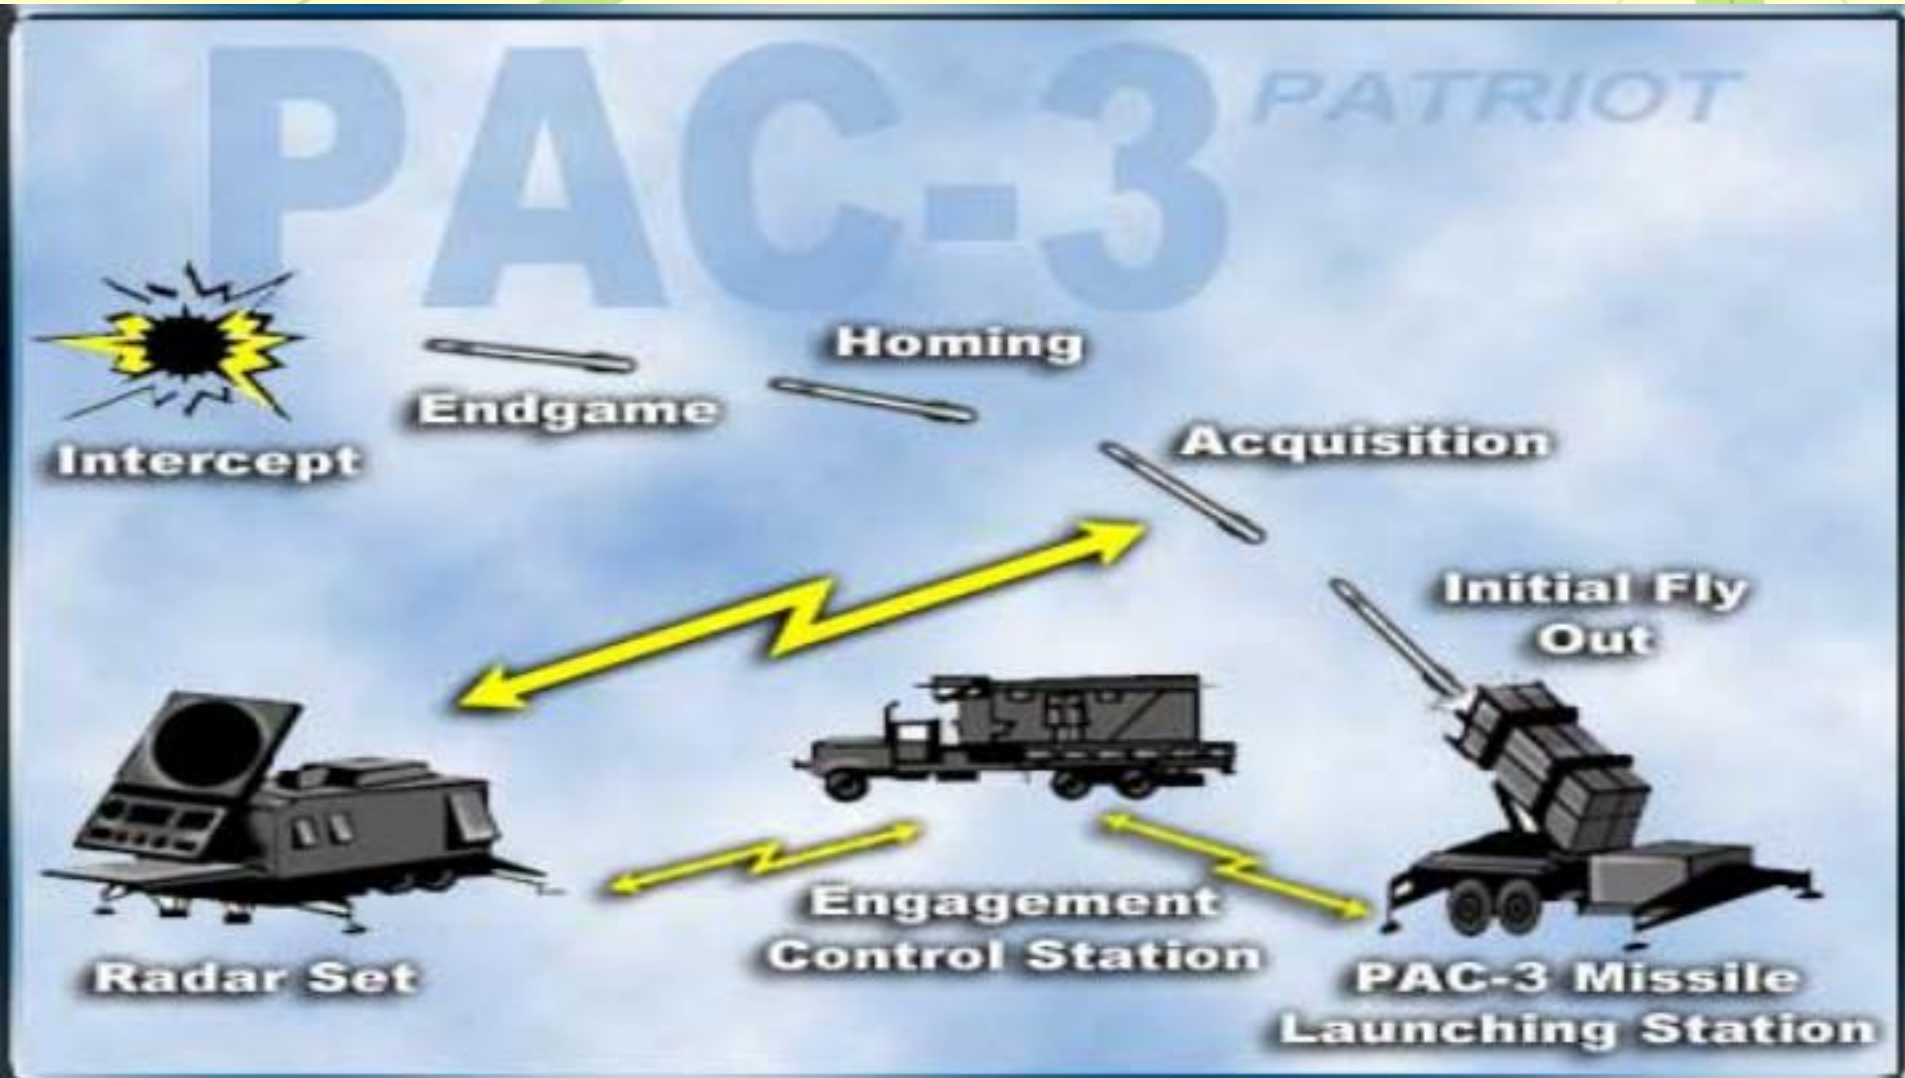 PAC-3 PATRIOT
Homing
Endgame
Intercept
Acquisition
Initial Fly
Out
Engagement
Control Station
Radar Set
PAC-3 Missile
Launching Station